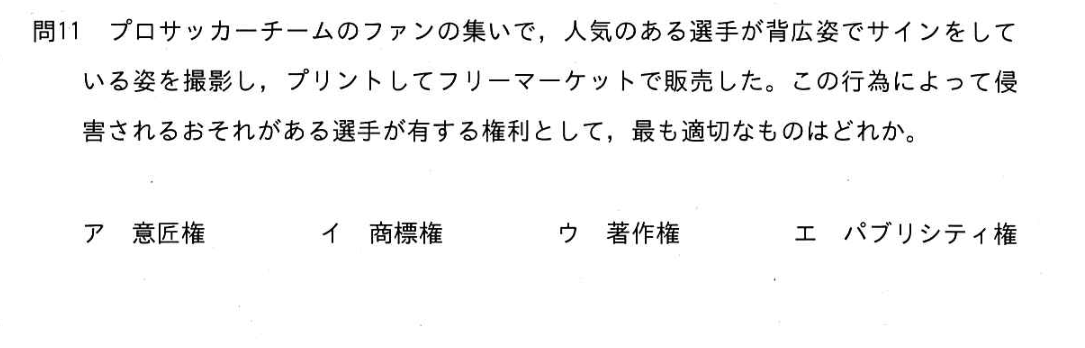 問11　プロサッカーチームのファンの集いで，人気のある選手が背広姿でサインをして
いる姿を撮影し，プリントしてフリーマーケットで販売した。この行為によって侵
害されるおそれがある選手が有する権利として，最も適切なものはどれか。
ア　意匠権　イ　商標権　ウ　著作権　エ　パブリシティ権